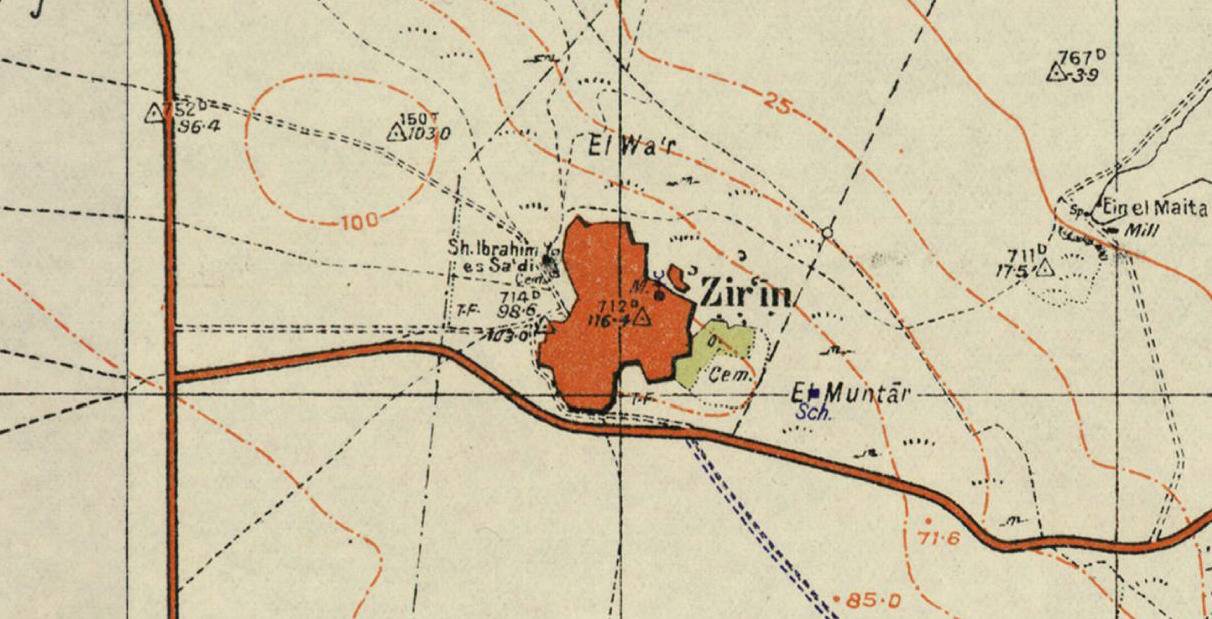 767ᴰ
-3·9
752ᴰ
96·4
150ᵀ
103·0
25
El Wa'r
100
Sp.
Ein el Maita
Mill
Sh. Ibrahim
es Sa'di
Cem.
711ᴰ
17·5
M.
Zir'in
714ᴰ
98·6
T·F·
712ᴰ
116·4
103·0
O.
Cem.
T·F·
El Muntār
Sch.
71·6
85·0